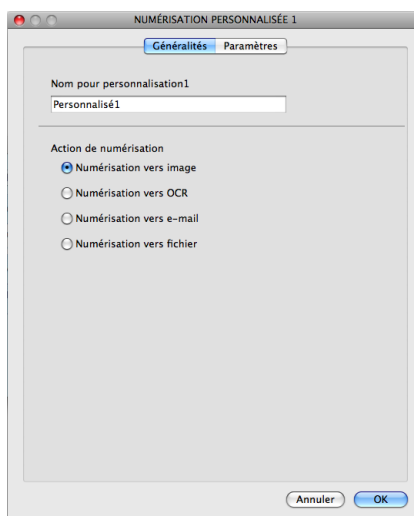 NUMÉRISATION PERSONNALISÉE 1
Généralités Paramètres
Nom pour personnalisation1
Personnalisé1
Action de numérisation
Numérisation vers image
Numérisation vers OCR
Numérisation vers e-mail
Numérisation vers fichier
Annuler OK